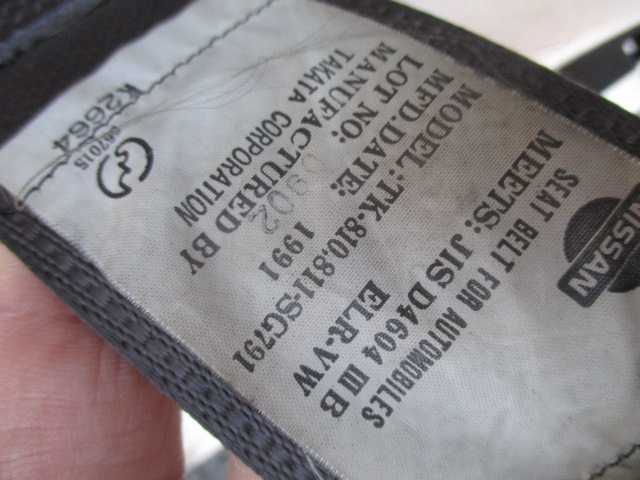 NISSAN
SEAT BELT FOR AUTOMOBILES
MEETS: JIS D4604 III B
ELR-VW
MODEL: TK-810,811-SG791
MFD.DATE: 1991
LOT NO: 0902
MANUFACTURED BY
TAKATA CORPORATION
667015
K2664